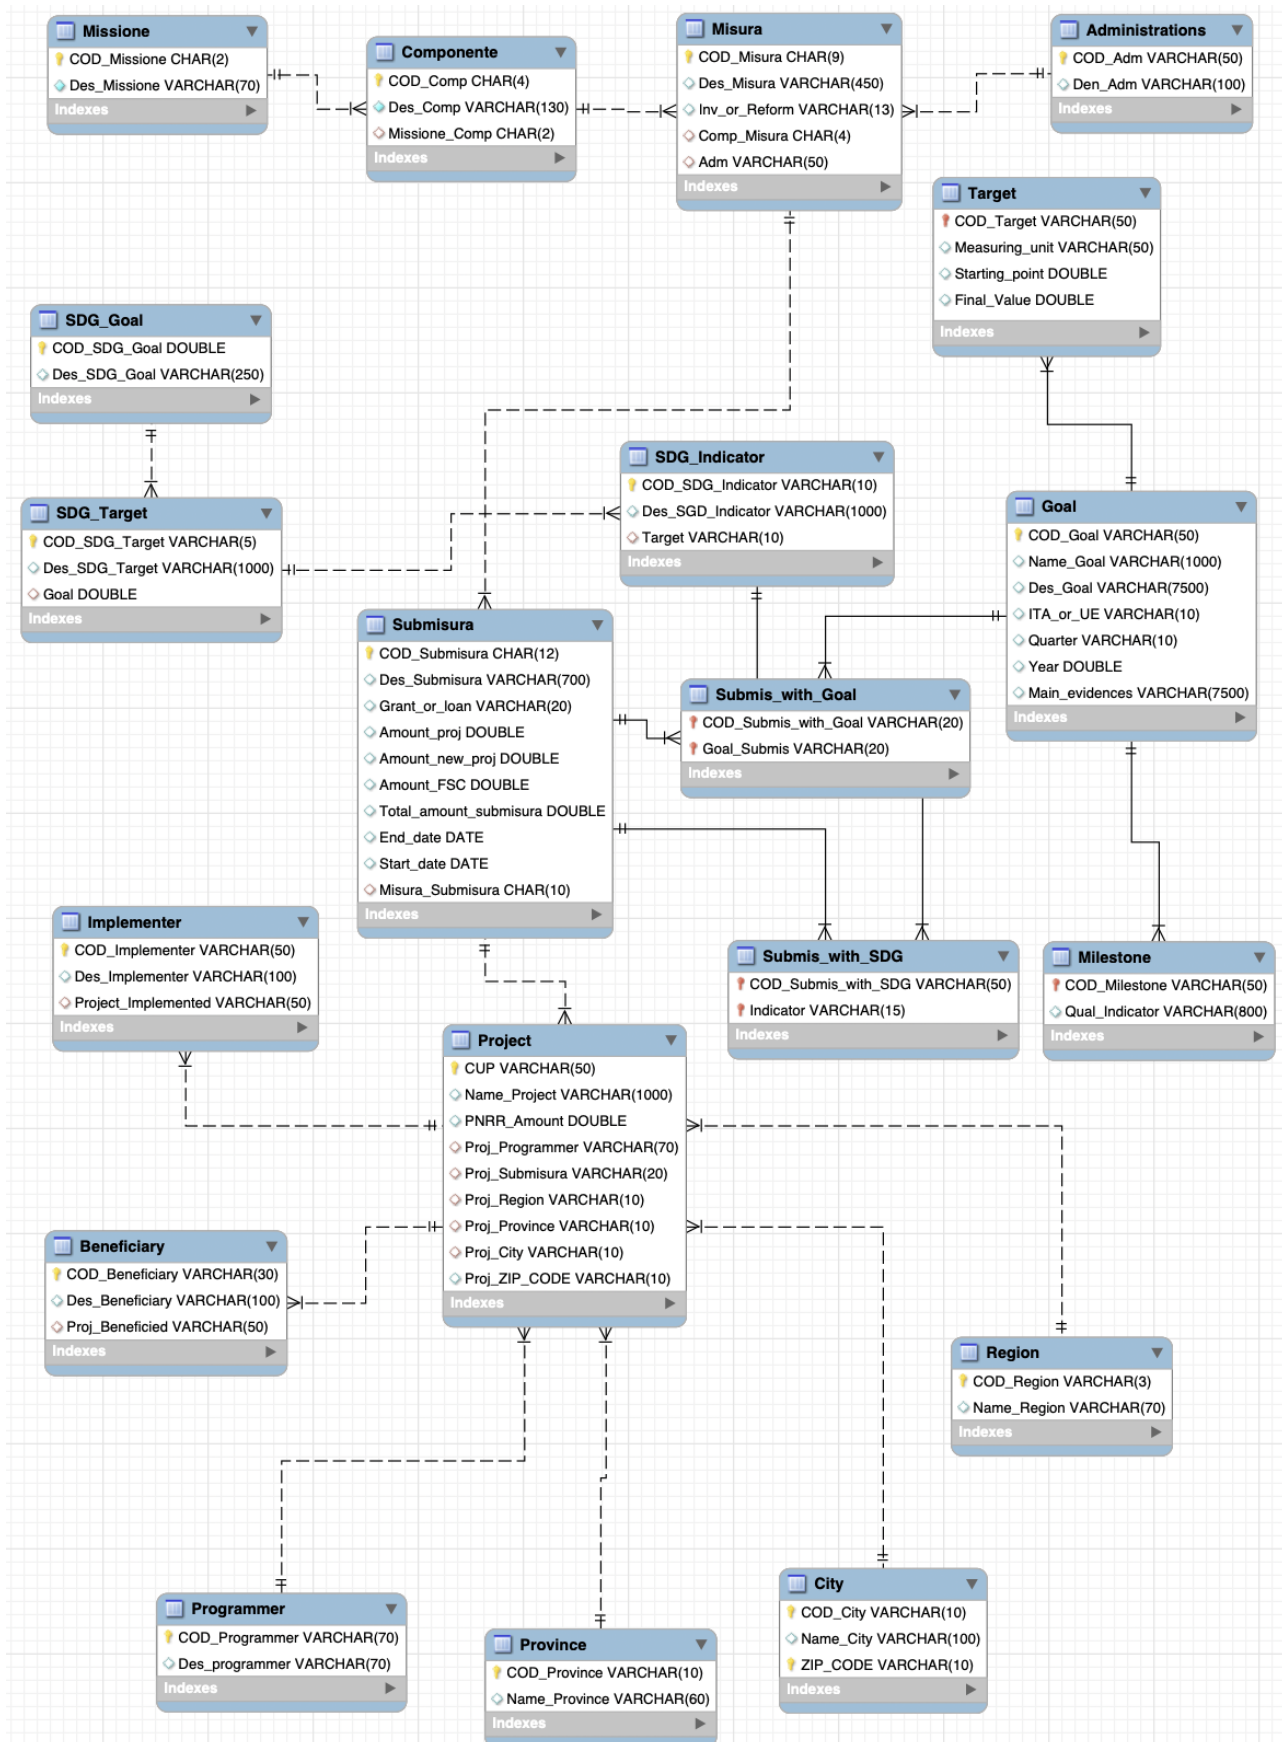 Missione
COD_Missione CHAR(2)
Des_Missione VARCHAR(70)
Indexes
Componente
COD_Comp CHAR(4)
Des_Comp VARCHAR(130)
Missione_Comp CHAR(2)
Indexes
Misura
COD_Misura CHAR(9)
Des_Misura VARCHAR(450)
Inv_or_Reform VARCHAR(13)
Comp_Misura CHAR(4)
Adm VARCHAR(50)
Indexes
Administrations
COD_Adm VARCHAR(50)
Den_Adm VARCHAR(100)
Indexes
Target
COD_Target VARCHAR(50)
Measuring_unit VARCHAR(50)
Starting_point DOUBLE
Final_Value DOUBLE
Indexes
SDG_Goal
COD_SDG_Goal DOUBLE
Des_SDG_Goal VARCHAR(250)
Indexes
SDG_Target
COD_SDG_Target VARCHAR(5)
Des_SDG_Target VARCHAR(1000)
Goal DOUBLE
Indexes
SDG_Indicator
COD_SDG_Indicator VARCHAR(10)
Des_SGD_Indicator VARCHAR(1000)
Target VARCHAR(10)
Indexes
Goal
COD_Goal VARCHAR(50)
Name_Goal VARCHAR(1000)
Des_Goal VARCHAR(7500)
ITA_or_UE VARCHAR(10)
Quarter VARCHAR(10)
Year DOUBLE
Main_evidences VARCHAR(7500)
Indexes
Submisura
COD_Submisura CHAR(12)
Des_Submisura VARCHAR(700)
Grant_or_loan VARCHAR(20)
Amount_proj DOUBLE
Amount_new_proj DOUBLE
Amount_FSC DOUBLE
Total_amount_submisura DOUBLE
End_date DATE
Start_date DATE
Misura_Submisura CHAR(10)
Indexes
Submis_with_Goal
COD_Submis_with_Goal VARCHAR(20)
Goal_Submis VARCHAR(20)
Indexes
Implementer
COD_Implementer VARCHAR(50)
Des_Implementer VARCHAR(100)
Project_Implemented VARCHAR(50)
Indexes
Submis_with_SDG
COD_Submis_with_SDG VARCHAR(50)
Indicator VARCHAR(15)
Indexes
Milestone
COD_Milestone VARCHAR(50)
Qual_Indicator VARCHAR(800)
Indexes
Project
CUP VARCHAR(50)
Name_Project VARCHAR(1000)
PNRR_Amount DOUBLE
Proj_Programmer VARCHAR(70)
Proj_Submisura VARCHAR(20)
Proj_Region VARCHAR(10)
Proj_Province VARCHAR(10)
Proj_City VARCHAR(10)
Proj_ZIP_CODE VARCHAR(10)
Indexes
Beneficiary
COD_Beneficiary VARCHAR(30)
Des_Beneficiary VARCHAR(100)
Proj_Beneficied VARCHAR(50)
Indexes
Region
COD_Region VARCHAR(3)
Name_Region VARCHAR(70)
Indexes
Programmer
COD_Programmer VARCHAR(70)
Des_programmer VARCHAR(70)
Indexes
Province
COD_Province VARCHAR(10)
Name_Province VARCHAR(60)
Indexes
City
COD_City VARCHAR(10)
Name_City VARCHAR(100)
ZIP_CODE VARCHAR(10)
Indexes